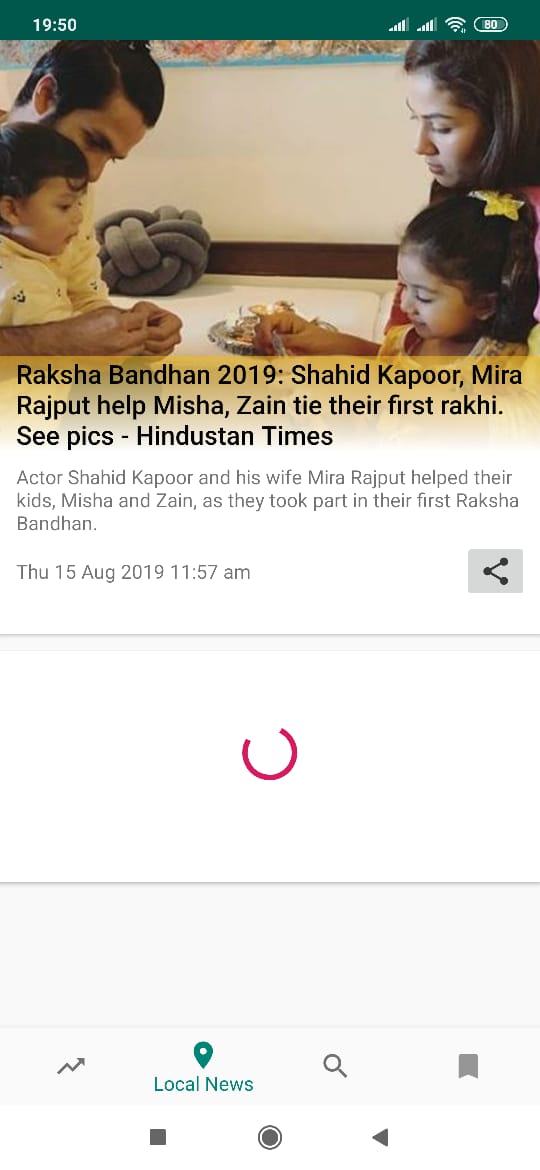 19:50
80
Raksha Bandhan 2019: Shahid Kapoor, Mira
Rajput help Misha, Zain tie their first rakhi.
See pics - Hindustan Times
Actor Shahid Kapoor and his wife Mira Rajput helped their
kids, Misha and Zain, as they took part in their first Raksha
Bandhan.
Thu 15 Aug 2019 11:57 am
Local News